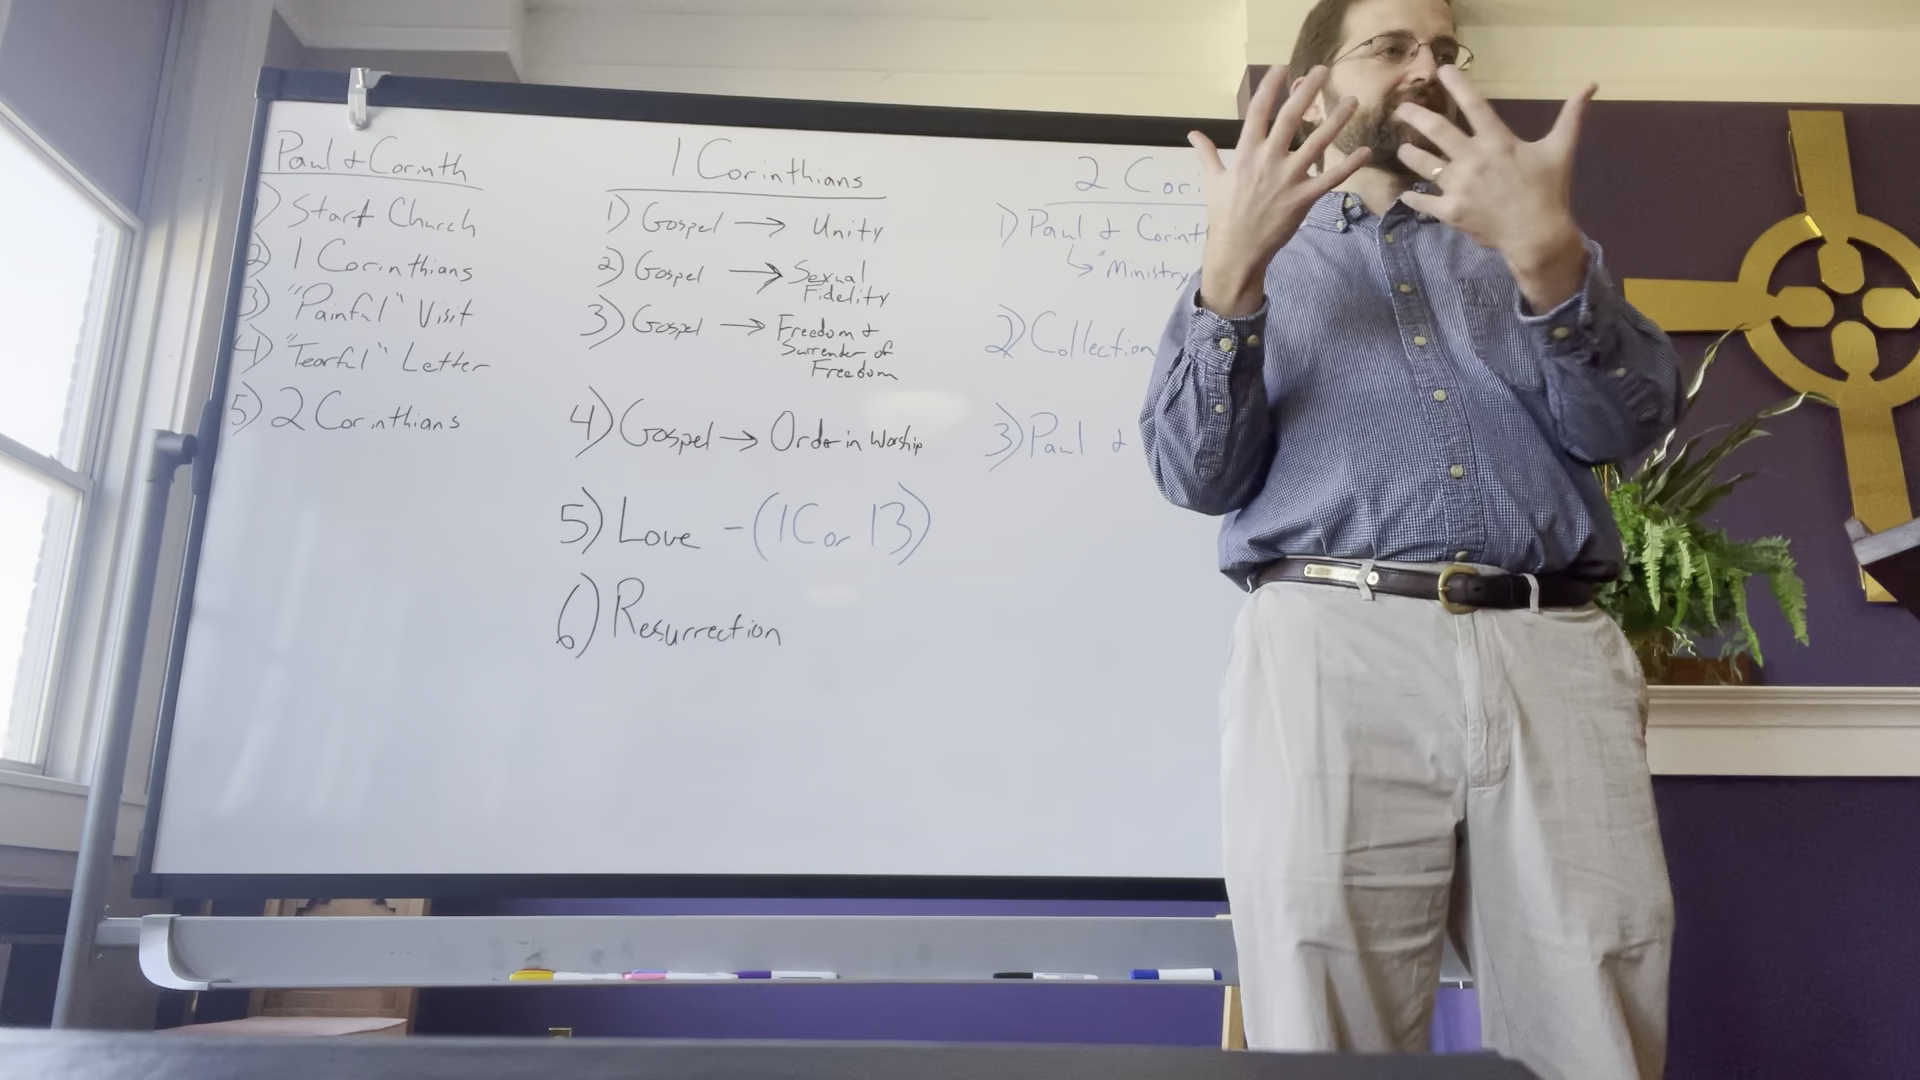 Paul & Corinth
1) Start Church
2) 1 Corinthians
3) "Painful" Visit
4) "Tearful" Letter
5) 2 Corinthians
1 Corinthians
1) Gospel → Unity
2) Gospel → Sexual
Fidelity
3) Gospel → Freedom &
Surrender of
Freedom
4) Gospel → Order in Worship
5) Love - (1 Cor 13)
6) Resurrection
2 Cori
1) Paul & Corinth
↳ "Ministry
2) Collection
3) Paul &